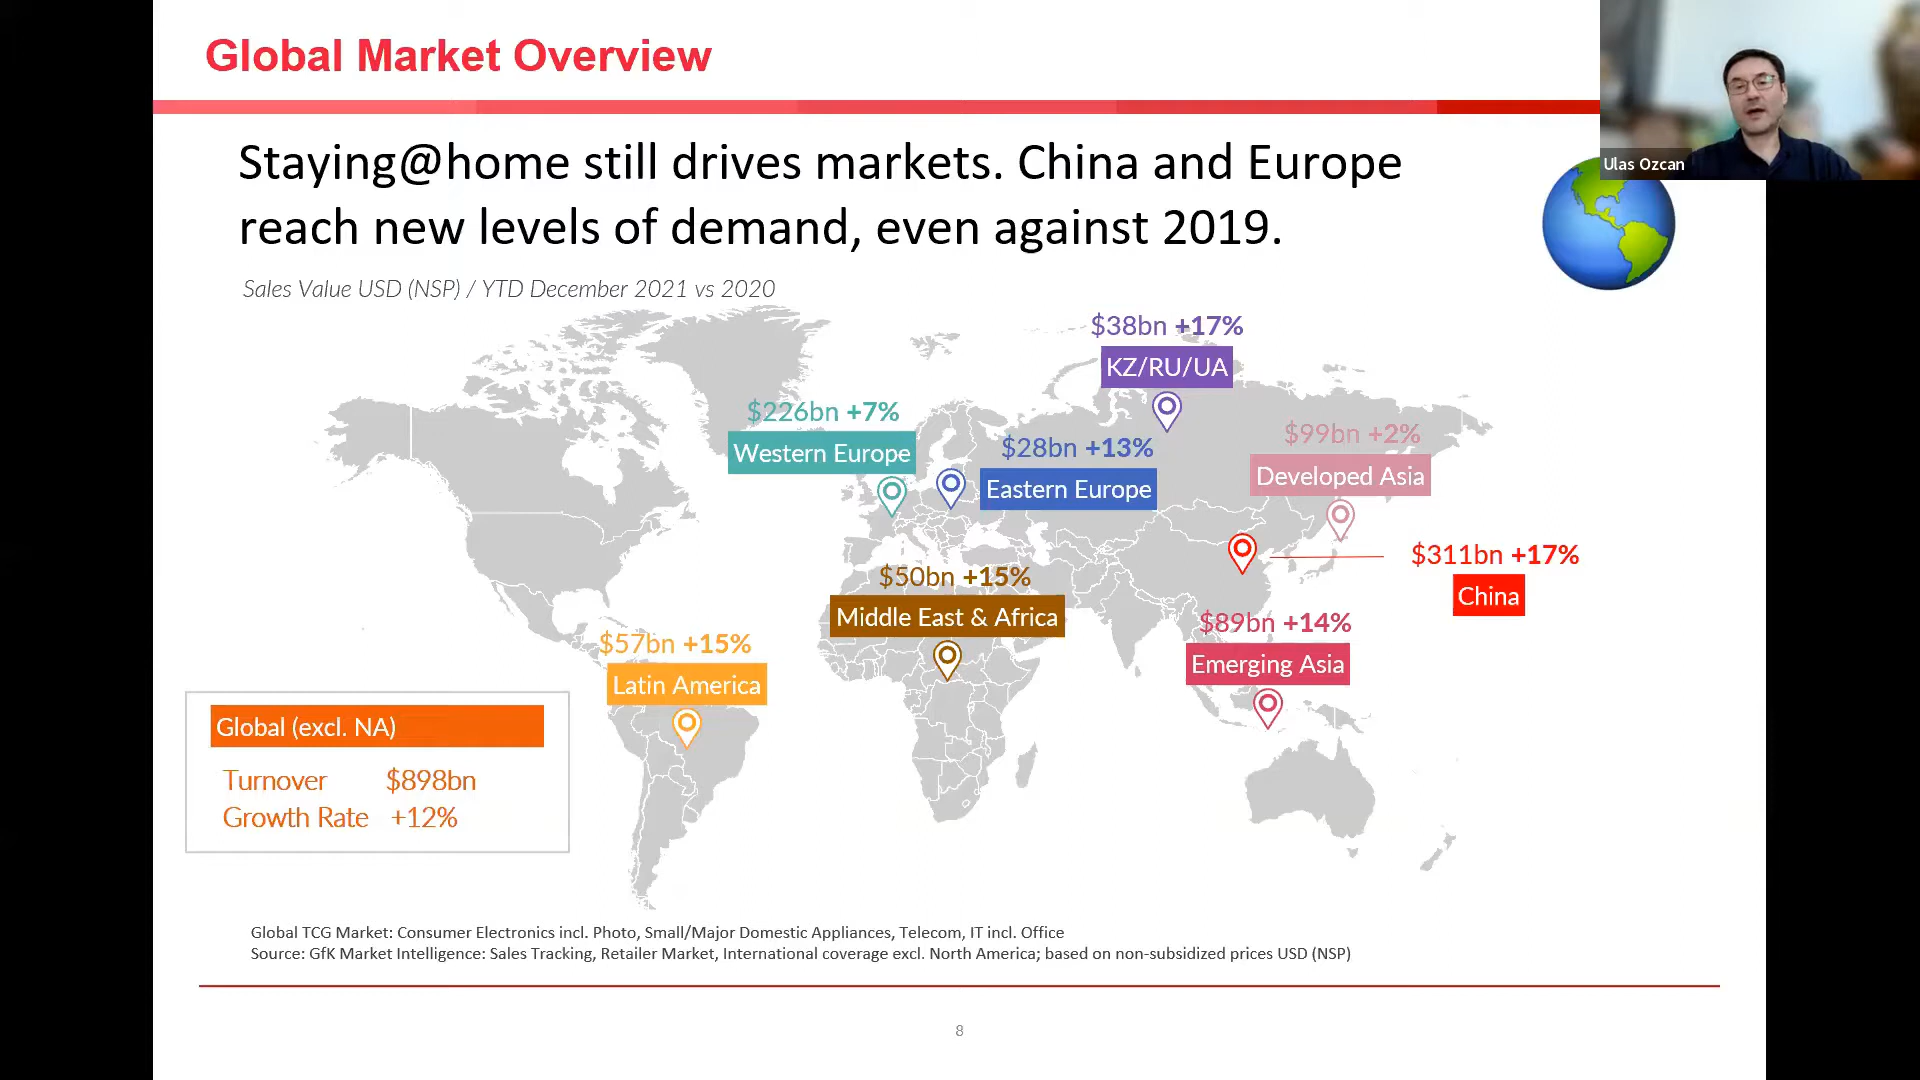 Global Market Overview
Ulas Ozcan
Staying@home still drives markets. China and Europe
reach new levels of demand, even against 2019.
Sales Value USD (NSP) / YTD December 2021 vs 2020
$38bn +17%
KZ/RU/UA
$226bn +7%
Western Europe
$28bn +13%
Eastern Europe
$99bn +2%
Developed Asia
$311bn +17%
China
$50bn +15%
Middle East & Africa
$89bn +14%
Emerging Asia
$57bn +15%
Latin America
Global (excl. NA)
Turnover $898bn
Growth Rate +12%
Global TCG Market: Consumer Electronics incl. Photo, Small/Major Domestic Appliances, Telecom, IT incl. Office
Source: GfK Market Intelligence: Sales Tracking, Retailer Market, International coverage excl. North America; based on non-subsidized prices USD (NSP)
8